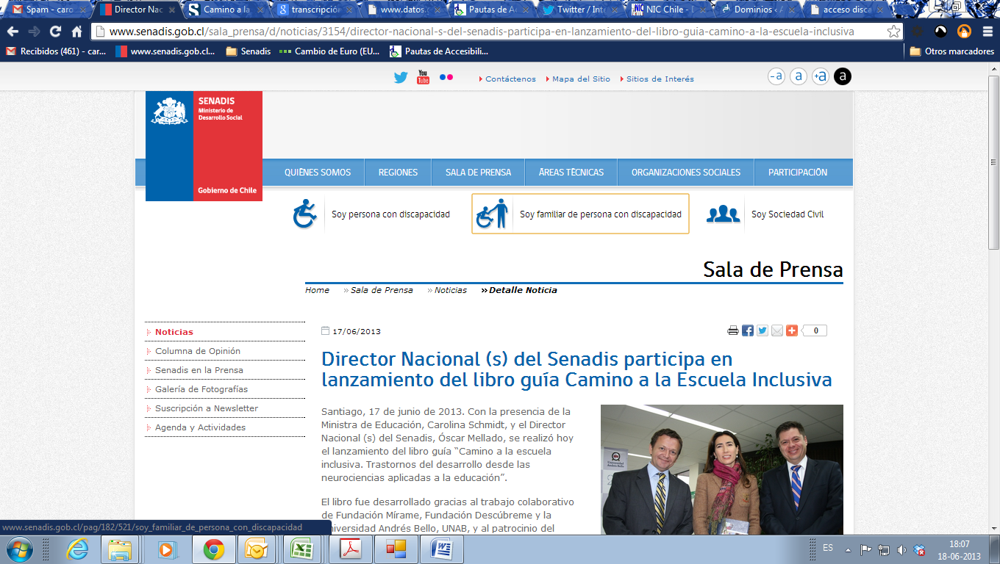 Spam - caro
Director Nac
Camino a la
transcripción
www.datos.
Pautas de Ac
Twitter / Inte
NIC Chile - D
Dominios ‹ A
acceso disca
www.senadis.gob.cl/sala_prensa/d/noticias/3154/director-nacional-s-del-senadis-participa-en-lanzamiento-del-libro-guia-camino-a-la-escuela-inclusiva
Recibidos (461) - car...
www.senadis.gob.cl...
Senadis
Cambio de Euro (EU...
Pautas de Accesibili...
Otros marcadores
You Tube
Contáctenos
Mapa del Sitio
Sitios de Interés
-a
a
+a
a
SENADIS
Ministerio de
Desarrollo Social
Gobierno de Chile
QUIÉNES SOMOS
REGIONES
SALA DE PRENSA
ÁREAS TÉCNICAS
ORGANIZACIONES SOCIALES
PARTICIPACIÓN
Soy persona con discapacidad
Soy familiar de persona con discapacidad
Soy Sociedad Civil
Sala de Prensa
Home » Sala de Prensa » Noticias » Detalle Noticia
Noticias
Columna de Opinión
Senadis en la Prensa
Galería de Fotografías
Suscripción a Newsletter
Agenda y Actividades
17/06/2013
0
Director Nacional (s) del Senadis participa en
lanzamiento del libro guía Camino a la Escuela Inclusiva
Santiago, 17 de junio de 2013. Con la presencia de la
Ministra de Educación, Carolina Schmidt, y el Director
Nacional (s) del Senadis, Óscar Mellado, se realizó hoy
el lanzamiento del libro guía “Camino a la escuela
inclusiva. Trastornos del desarrollo desde las
neurociencias aplicadas a la educación”.
El libro fue desarrollado gracias al trabajo colaborativo
de Fundación Mírame, Fundación Descúbreme y la
Universidad Andrés Bello, UNAB, y al patrocinio del
Universidad
Andrés Bello
www.senadis.gob.cl/pag/182/521/soy_familiar_de_persona_con_discapacidad
ES
18:07
18-06-2013